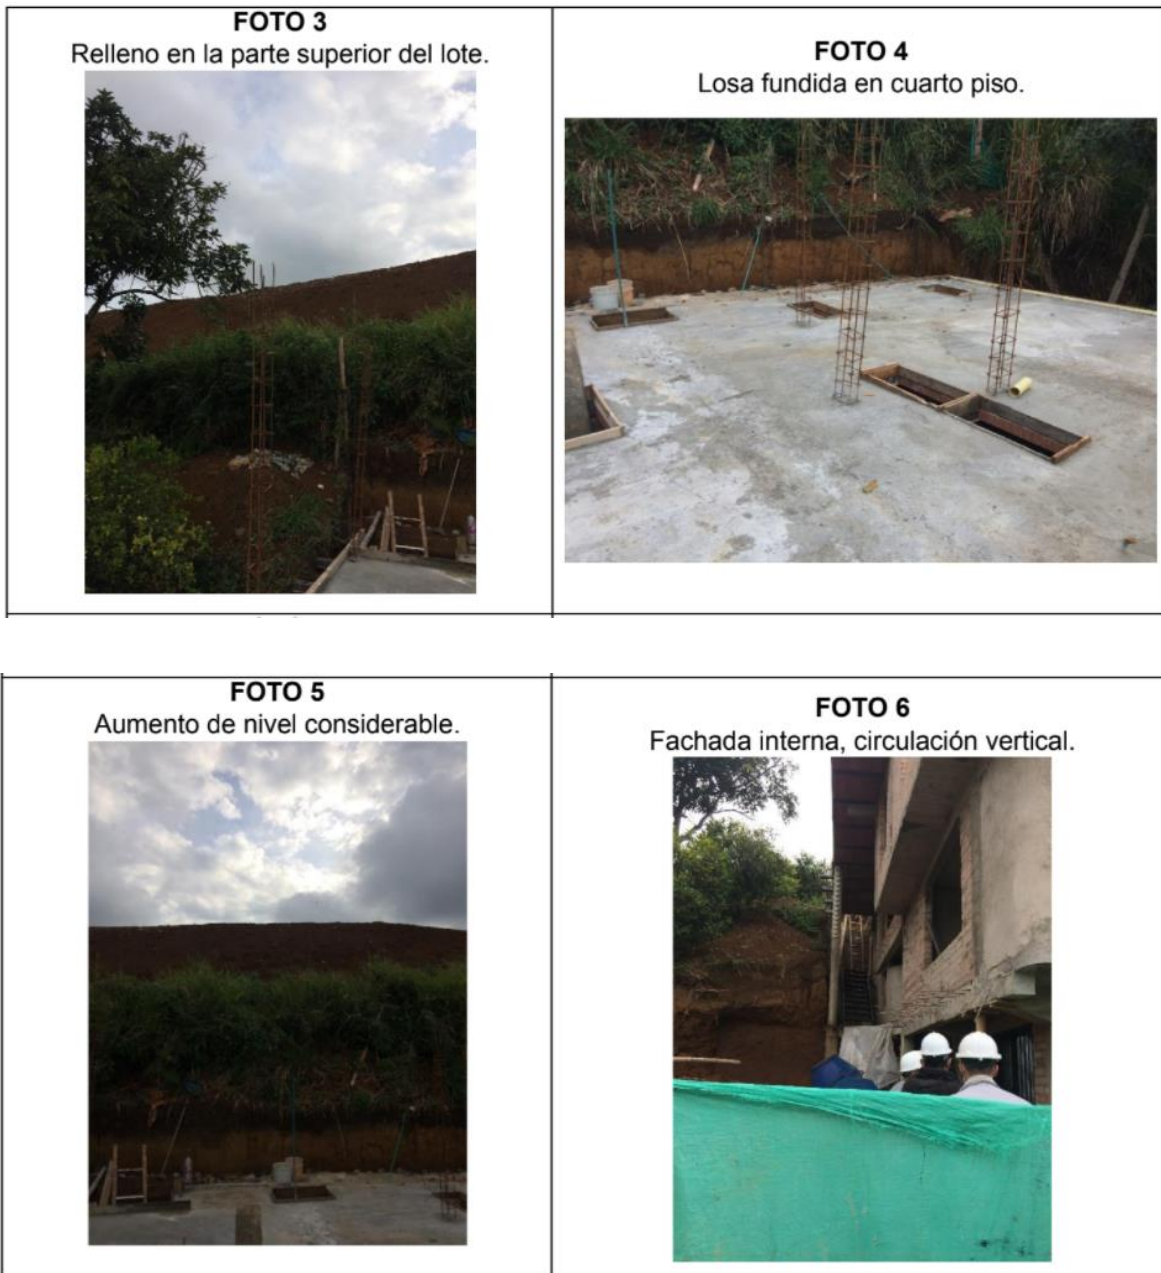 FOTO 3
Relleno en la parte superior del lote.
FOTO 4
Losa fundida en cuarto piso.
FOTO 5
Aumento de nivel considerable.
FOTO 6
Fachada interna, circulación vertical.